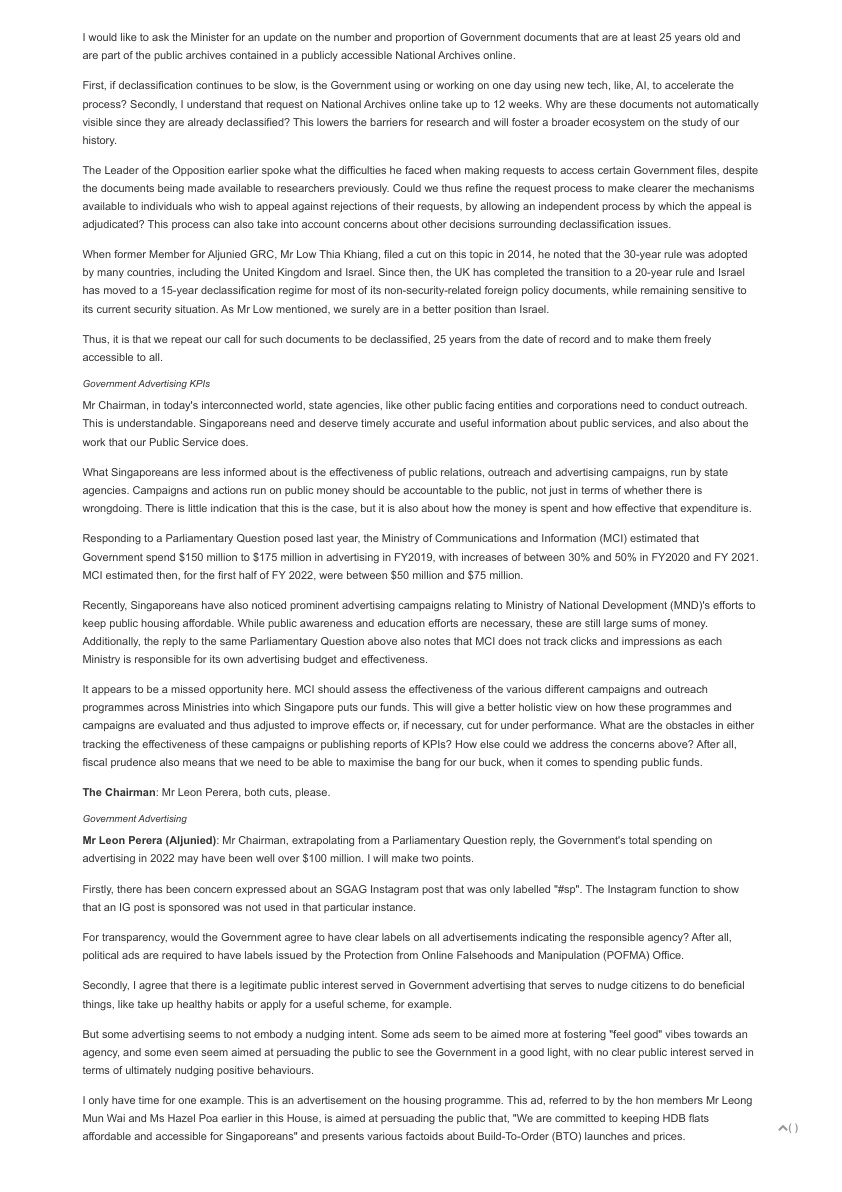 I would like to ask the Minister for an update on the number and proportion of Government documents that are at least 25 years old and
are part of the public archives contained in a publicly accessible National Archives online.
First, if declassification continues to be slow, is the Government using or working on one day using new tech, like, AI, to accelerate the
process? Secondly, I understand that request on National Archives online take up to 12 weeks. Why are these documents not automatically
visible since they are already declassified? This lowers the barriers for research and will foster a broader ecosystem on the study of our
history.
The Leader of the Opposition earlier spoke what the difficulties he faced when making requests to access certain Government files, despite
the documents being made available to researchers previously. Could we thus refine the request process to make clearer the mechanisms
available to individuals who wish to appeal against rejections of their requests, by allowing an independent process by which the appeal is
adjudicated? This process can also take into account concerns about other decisions surrounding declassification issues.
When former Member for Aljunied GRC, Mr Low Thia Khiang, filed a cut on this topic in 2014, he noted that the 30-year rule was adopted
by many countries, including the United Kingdom and Israel. Since then, the UK has completed the transition to a 20-year rule and Israel
has moved to a 15-year declassification regime for most of its non-security-related foreign policy documents, while remaining sensitive to
its current security situation. As Mr Low mentioned, we surely are in a better position than Israel.
Thus, it is that we repeat our call for such documents to be declassified, 25 years from the date of record and to make them freely
accessible to all.
Government Advertising KPIs
Mr Chairman, in today's interconnected world, state agencies, like other public facing entities and corporations need to conduct outreach.
This is understandable. Singaporeans need and deserve timely accurate and useful information about public services, and also about the
work that our Public Service does.
What Singaporeans are less informed about is the effectiveness of public relations, outreach and advertising campaigns, run by state
agencies. Campaigns and actions run on public money should be accountable to the public, not just in terms of whether there is
wrongdoing. There is little indication that this is the case, but it is also about how the money is spent and how effective that expenditure is.
Responding to a Parliamentary Question posed last year, the Ministry of Communications and Information (MCI) estimated that
Government spend $150 million to $175 million in advertising in FY2019, with increases of between 30% and 50% in FY2020 and FY 2021.
MCI estimated then, for the first half of FY 2022, were between $50 million and $75 million.
Recently, Singaporeans have also noticed prominent advertising campaigns relating to Ministry of National Development (MND)'s efforts to
keep public housing affordable. While public awareness and education efforts are necessary, these are still large sums of money.
Additionally, the reply to the same Parliamentary Question above also notes that MCI does not track clicks and impressions as each
Ministry is responsible for its own advertising budget and effectiveness.
It appears to be a missed opportunity here. MCI should assess the effectiveness of the various different campaigns and outreach
programmes across Ministries into which Singapore puts our funds. This will give a better holistic view on how these programmes and
campaigns are evaluated and thus adjusted to improve effects or, if necessary, cut for under performance. What are the obstacles in either
tracking the effectiveness of these campaigns or publishing reports of KPIs? How else could we address the concerns above? After all,
fiscal prudence also means that we need to be able to maximise the bang for our buck, when it comes to spending public funds.
The Chairman: Mr Leon Perera, both cuts, please.
Government Advertising
Mr Leon Perera (Aljunied): Mr Chairman, extrapolating from a Parliamentary Question reply, the Government's total spending on
advertising in 2022 may have been well over $100 million. I will make two points.
Firstly, there has been concern expressed about an SGAG Instagram post that was only labelled "#sp". The Instagram function to show
that an IG post is sponsored was not used in that particular instance.
For transparency, would the Government agree to have clear labels on all advertisements indicating the responsible agency? After all,
political ads are required to have labels issued by the Protection from Online Falsehoods and Manipulation (POFMA) Office.
Secondly, I agree that there is a legitimate public interest served in Government advertising that serves to nudge citizens to do beneficial
things, like take up healthy habits or apply for a useful scheme, for example.
But some advertising seems to not embody a nudging intent. Some ads seem to be aimed more at fostering "feel good" vibes towards an
agency, and some even seem aimed at persuading the public to see the Government in a good light, with no clear public interest served in
terms of ultimately nudging positive behaviours.
I only have time for one example. This is an advertisement on the housing programme. This ad, referred to by the hon members Mr Leong
Mun Wai and Ms Hazel Poa earlier in this House, is aimed at persuading the public that, "We are committed to keeping HDB flats
affordable and accessible for Singaporeans" and presents various factoids about Build-To-Order (BTO) launches and prices.
( )